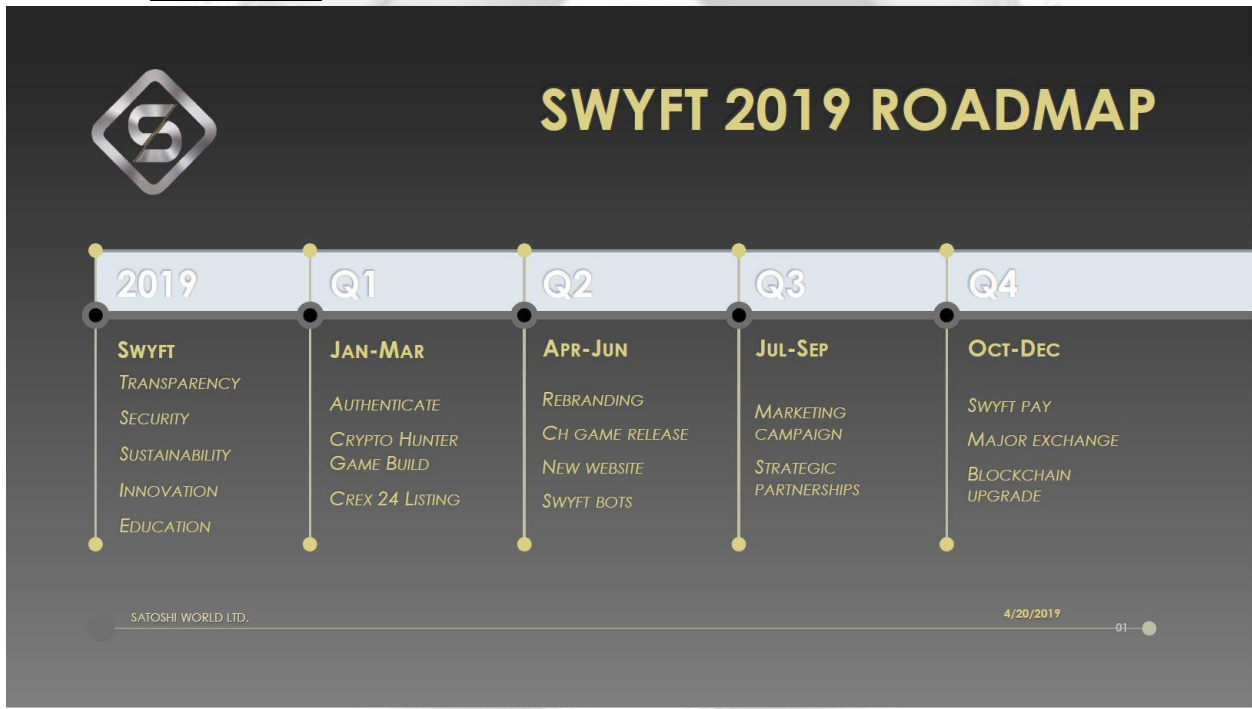 SWYFT 2019 ROADMAP
2019
Q1
Q2
Q3
Q4
SWYFT
TRANSPARENCY
SECURITY
SUSTAINABILITY
INNOVATION
EDUCATION
JAN-MAR
AUTHENTICATE
CRYPTO HUNTER
GAME BUILD
CREX 24 LISTING
APR-JUN
REBRANDING
CH GAME RELEASE
NEW WEBSITE
SWYFT BOTS
JUL-SEP
MARKETING
CAMPAIGN
STRATEGIC
PARTNERSHIPS
OCT-DEC
SWYFT PAY
MAJOR EXCHANGE
BLOCKCHAIN
UPGRADE
SATOSHI WORLD LTD.
4/20/2019
01